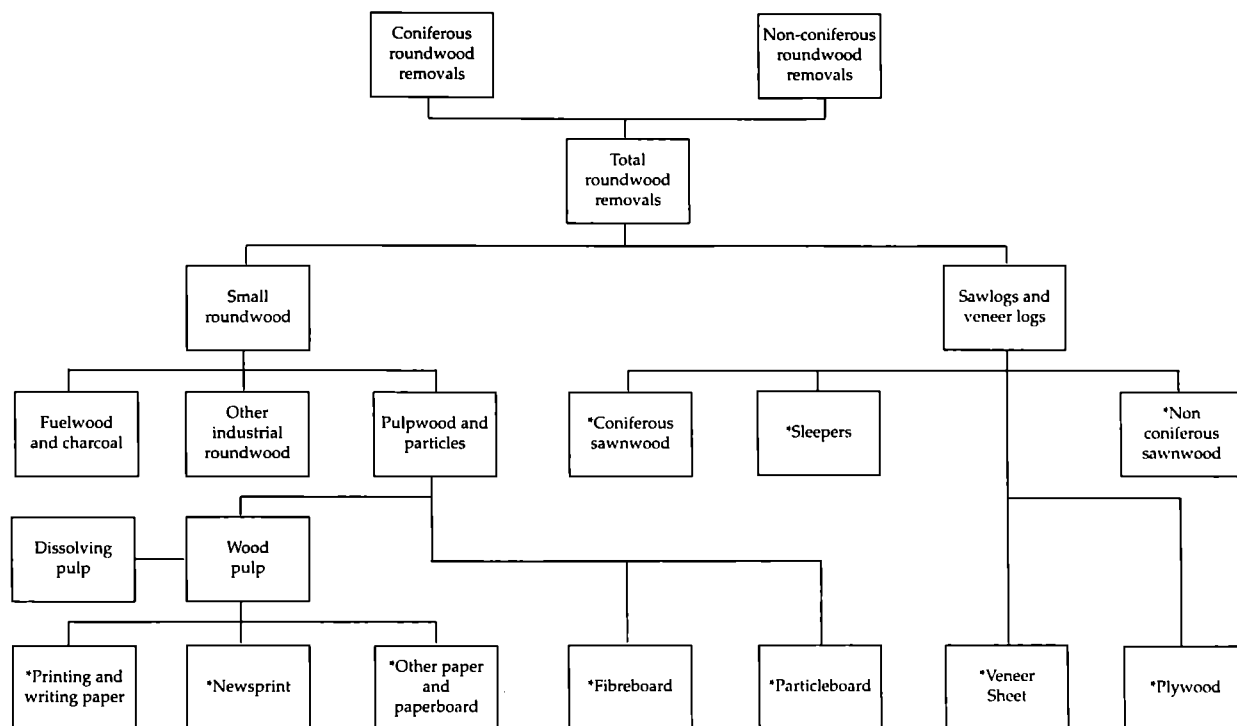 Coniferous
roundwood
removals
Non-coniferous
roundwood
removals
Total
roundwood
removals
Small
roundwood
Sawlogs and
veneer logs
Fuelwood
and charcoal
Other
industrial
roundwood
Pulpwood and
particles
*Coniferous
sawnwood
*Sleepers
*Non
coniferous
sawnwood
Dissolving
pulp
Wood
pulp
*Printing and
writing paper
*Newsprint
*Other paper
and
paperboard
*Fibreboard
*Particleboard
*Veneer
Sheet
*Plywood